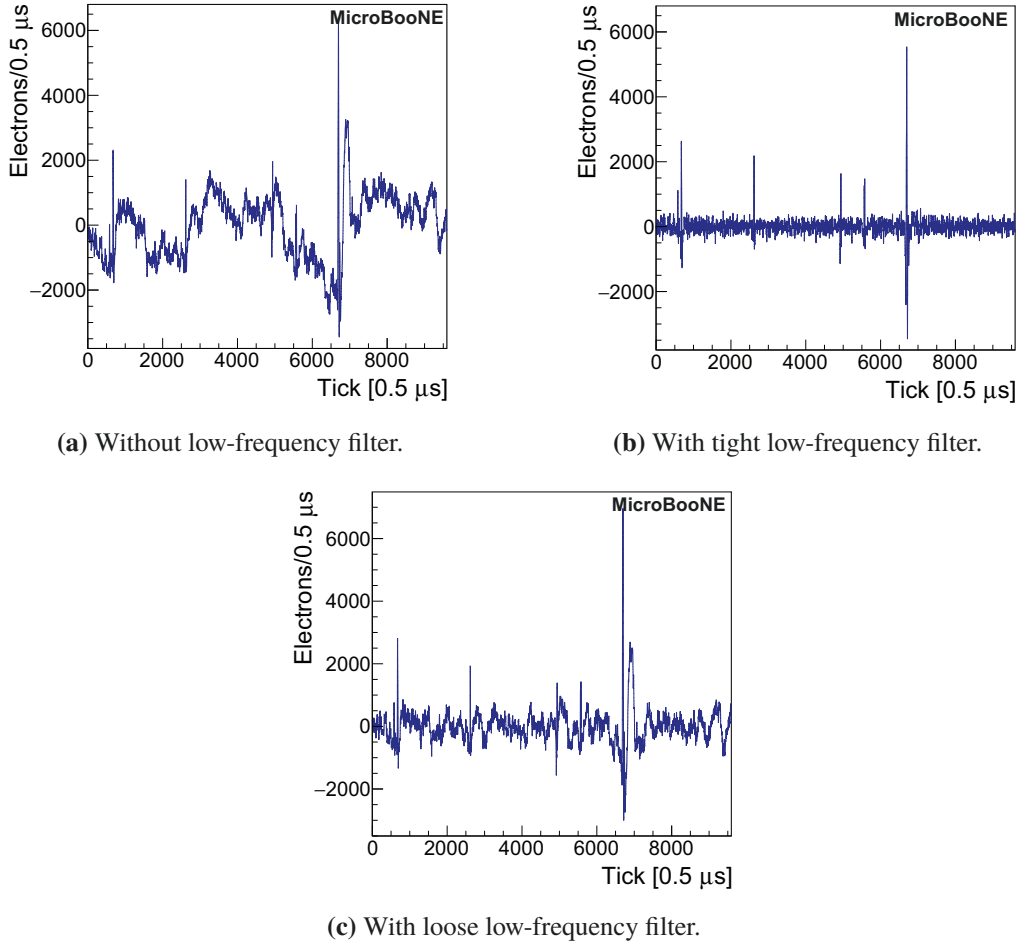 MicroBooNE
Electrons/0.5 μs
6000
4000
2000
0
−2000
0 2000 4000 6000 8000
Tick [0.5 μs]
(a) Without low-frequency filter.
MicroBooNE
Electrons/0.5 μs
6000
4000
2000
0
−2000
0 2000 4000 6000 8000
Tick [0.5 μs]
(b) With tight low-frequency filter.
MicroBooNE
Electrons/0.5 μs
6000
4000
2000
0
−2000
0 2000 4000 6000 8000
Tick [0.5 μs]
(c) With loose low-frequency filter.